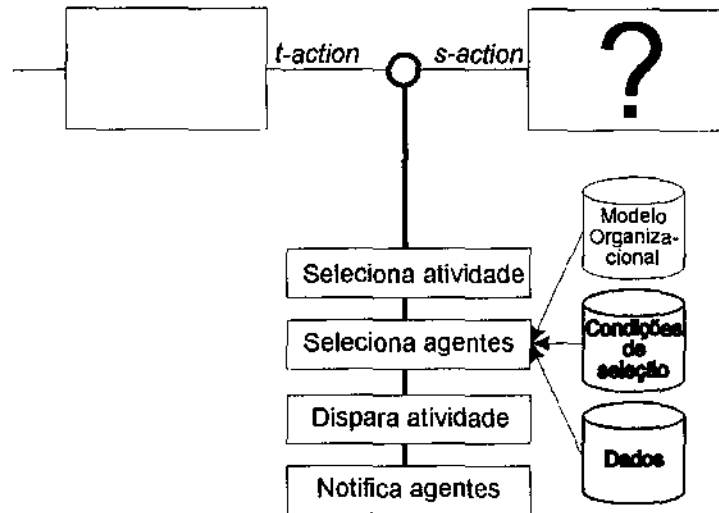 t-action
s-action
?
Modelo
Organiza-
cional
Seleciona atividade
Condições
de
seleção
Seleciona agentes
Dispara atividade
Dados
Notifica agentes